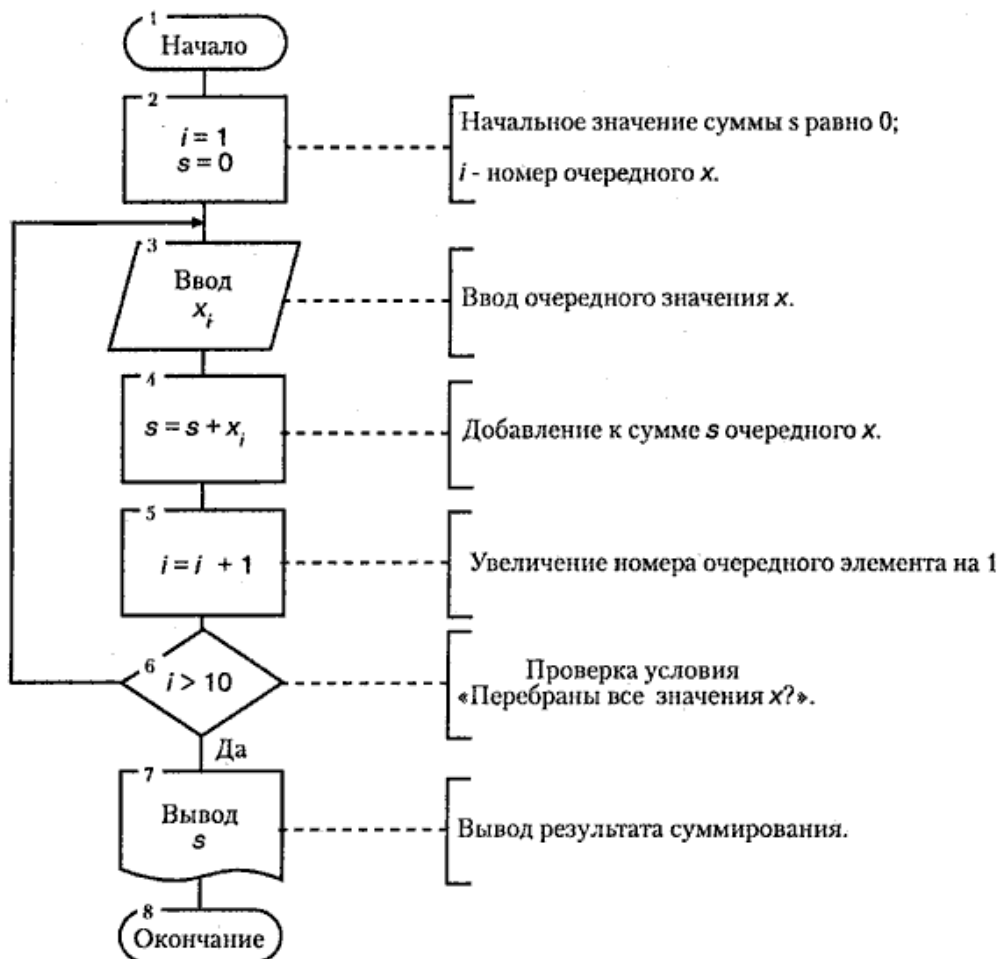 1
Начало
2
i = 1
s = 0
Начальное значение суммы s равно 0;
i - номер очередного x.
3
Ввод
xi
Ввод очередного значения x.
4
s = s + xi
Добавление к сумме s очередного x.
5
i = i + 1
Увеличение номера очередного элемента на 1
6
i > 10
Проверка условия
«Перебраны все значения x?».
Да
7
Вывод
s
Вывод результата суммирования.
8
Окончание